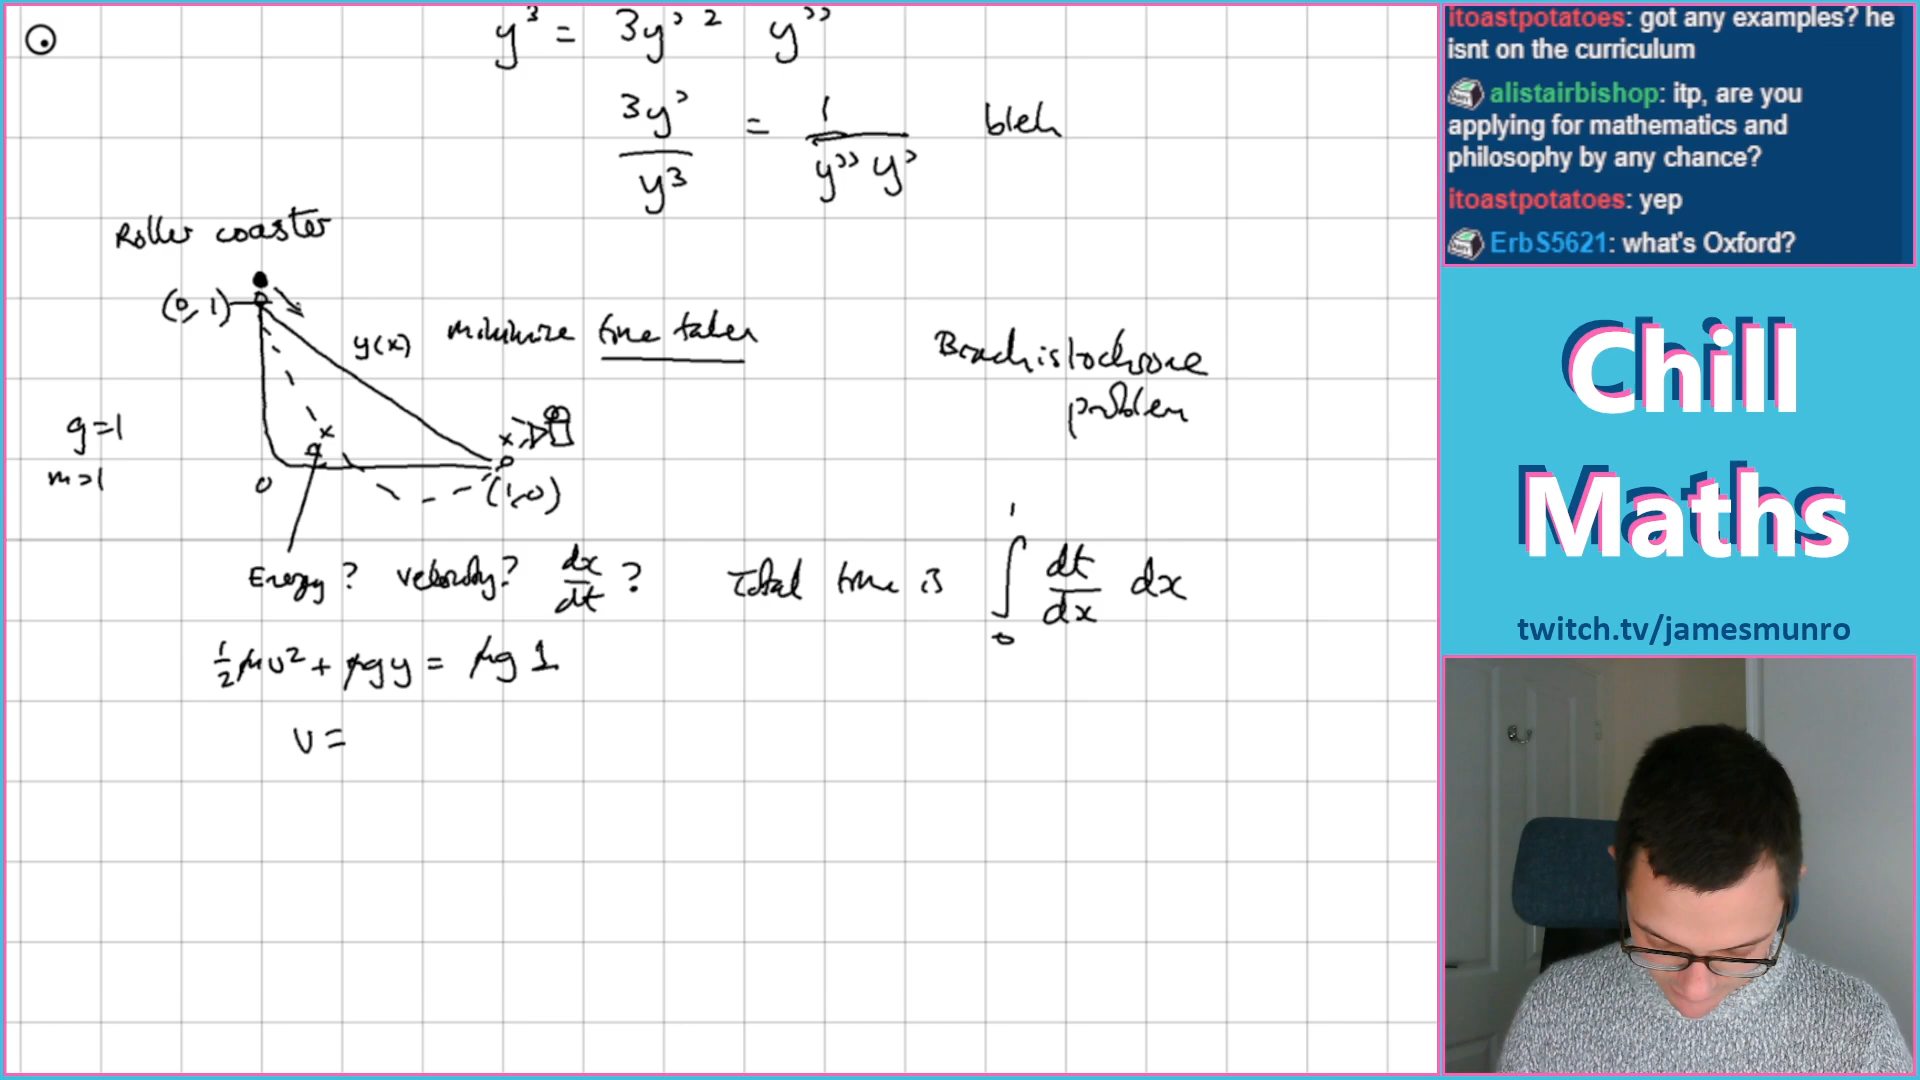 y³ = 3y'² y''
3y' / y³ = 1 / y'' y' bleh
Roller coaster
(0, 1)
y(x) minimize time taken
Brachistochrone
problem
g=1
m=1
0
(1,0)
Energy? velocity? dx/dt ? Total time is ∫₀¹ dt/dx dx
½mv² + mgy = mg1
v =
itoastpotatoes: got any examples? he
isnt on the curriculum
alistairbishop: itp, are you
applying for mathematics and
philosophy by any chance?
itoastpotatoes: yep
ErbS5621: what's Oxford?
Chill
Maths
twitch.tv/jamesmunro